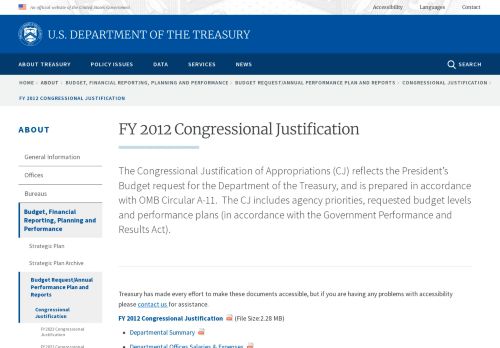 An official website of the United States Government
Accessibility Languages Contact
U.S. DEPARTMENT OF THE TREASURY
ABOUT TREASURY POLICY ISSUES DATA SERVICES NEWS SEARCH
HOME › ABOUT › BUDGET, FINANCIAL REPORTING, PLANNING AND PERFORMANCE › BUDGET REQUEST/ANNUAL PERFORMANCE PLAN AND REPORTS › CONGRESSIONAL JUSTIFICATION ›
FY 2012 CONGRESSIONAL JUSTIFICATION
ABOUT
General Information
Offices
Bureaus
Budget, Financial
Reporting, Planning and
Performance
Strategic Plan
Strategic Plan Archive
Budget Request/Annual
Performance Plan and
Reports
Congressional
Justification
FY 2012 Congressional Justification
The Congressional Justification of Appropriations (CJ) reflects the President's
Budget request for the Department of the Treasury, and is prepared in accordance
with OMB Circular A-11. The CJ includes agency priorities, requested budget levels
and performance plans (in accordance with the Government Performance and
Results Act).
Treasury has made every effort to make these documents accessible, but if you are having any problems with accessibility
please contact us for assistance.
FY 2012 Congressional Justification (File Size:2.28 MB)
• Departmental Summary
• Departmental Offices Salaries & Expenses